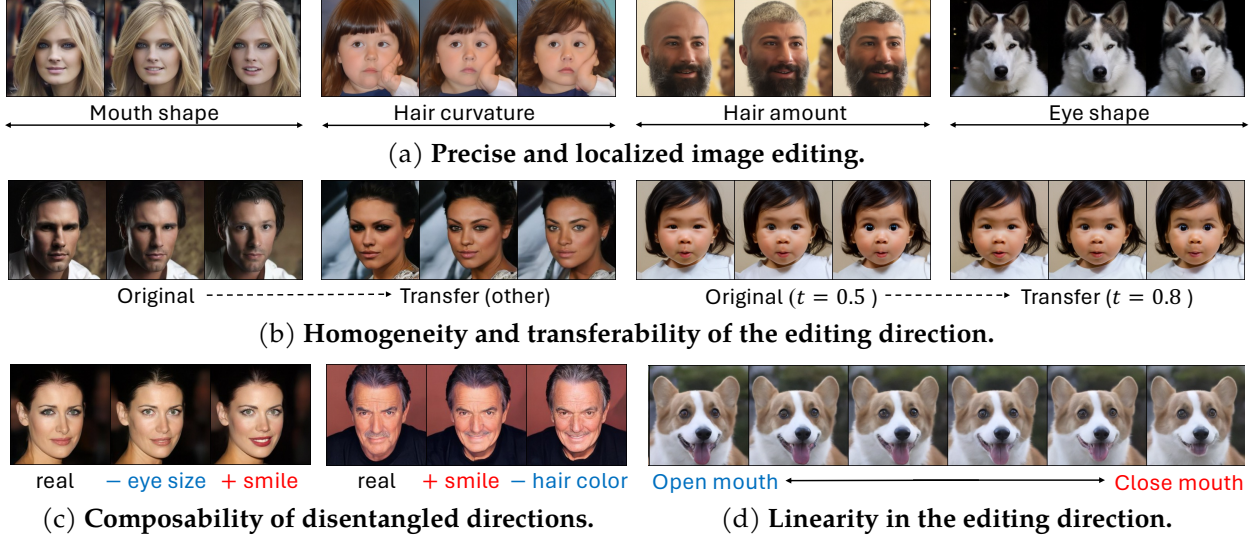 Mouth shape Hair curvature Hair amount Eye shape
(a) Precise and localized image editing.
Original Transfer (other) Original (t = 0.5 ) Transfer (t = 0.8 )
(b) Homogeneity and transferability of the editing direction.
real − eye size + smile real + smile − hair color Open mouth Close mouth
(c) Composability of disentangled directions. (d) Linearity in the editing direction.